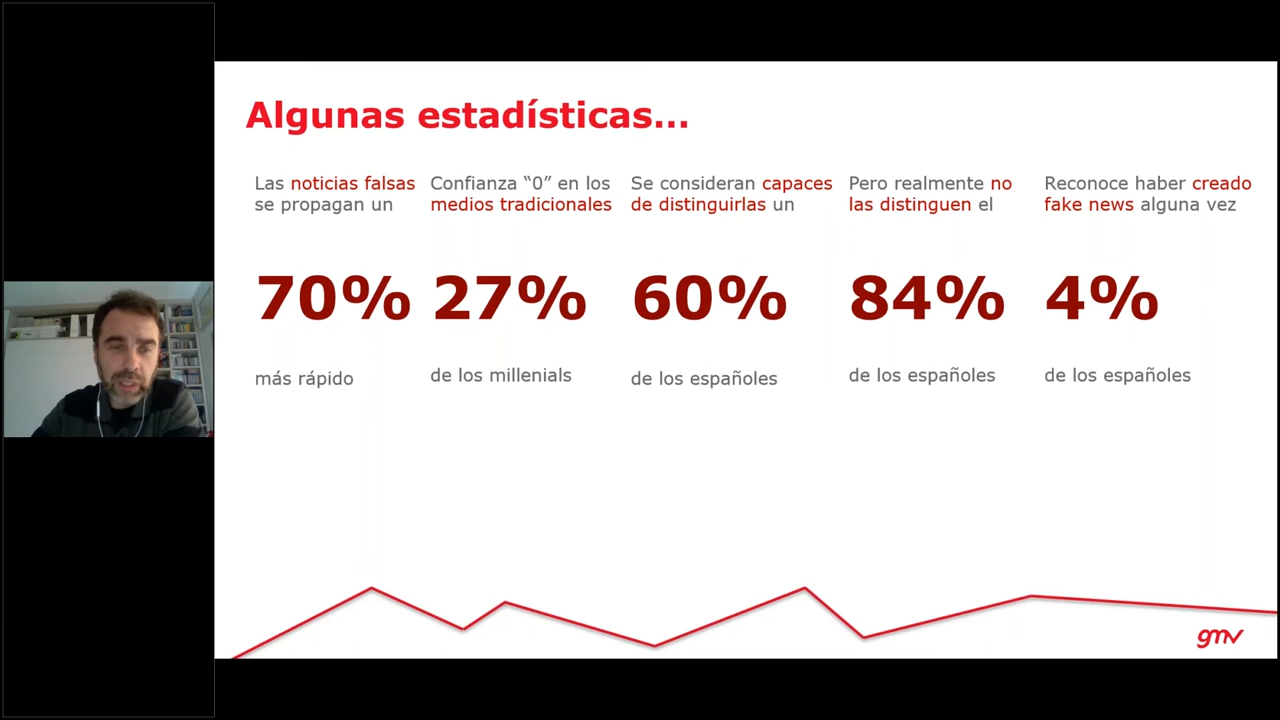 Algunas estadísticas...
Las noticias falsas
se propagan un
70%
más rápido
Confianza “0” en los
medios tradicionales
27%
de los millenials
Se consideran capaces
de distinguirlas un
60%
de los españoles
Pero realmente no
las distinguen el
84%
de los españoles
Reconoce haber creado
fake news alguna vez
4%
de los españoles
gmv